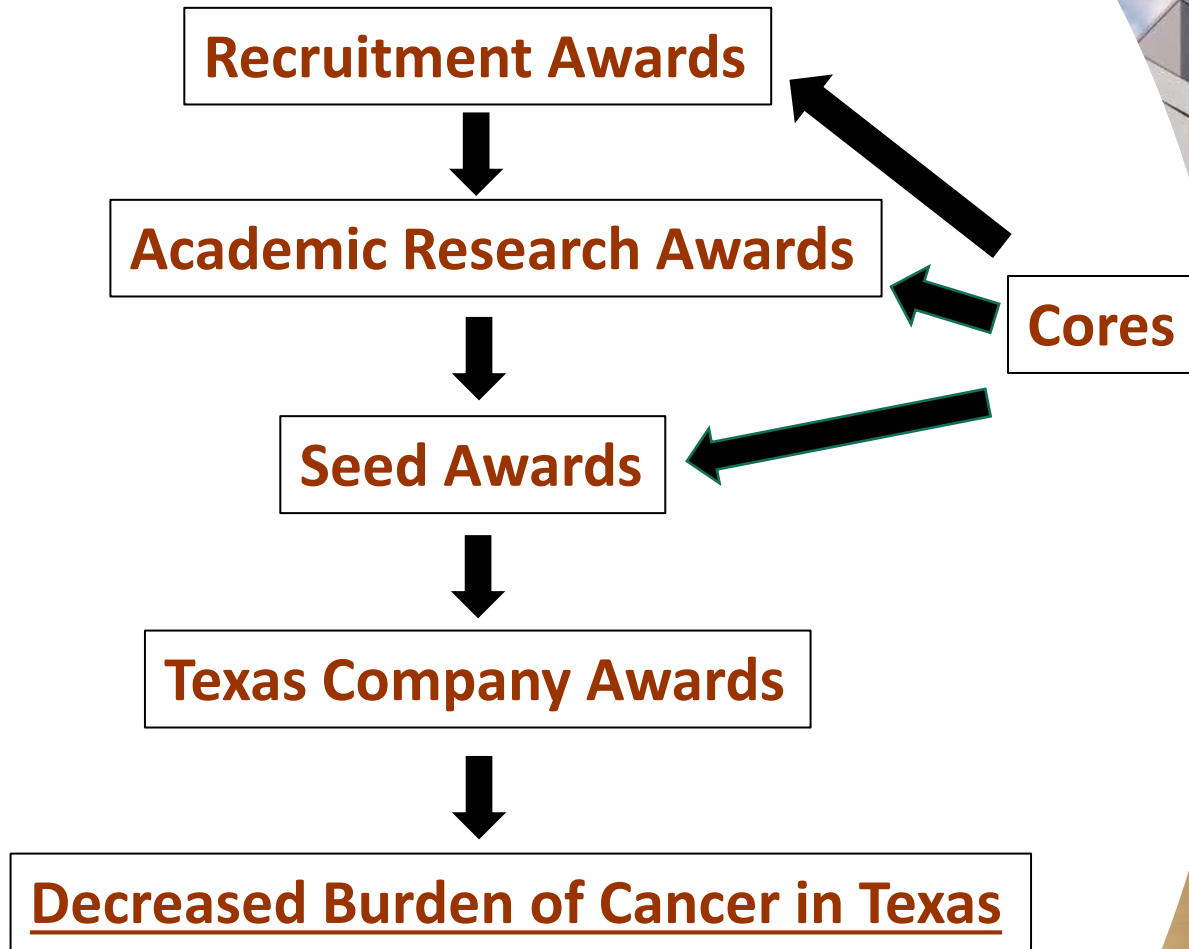 Recruitment Awards
Academic Research Awards
Cores
Seed Awards
Texas Company Awards
Decreased Burden of Cancer in Texas